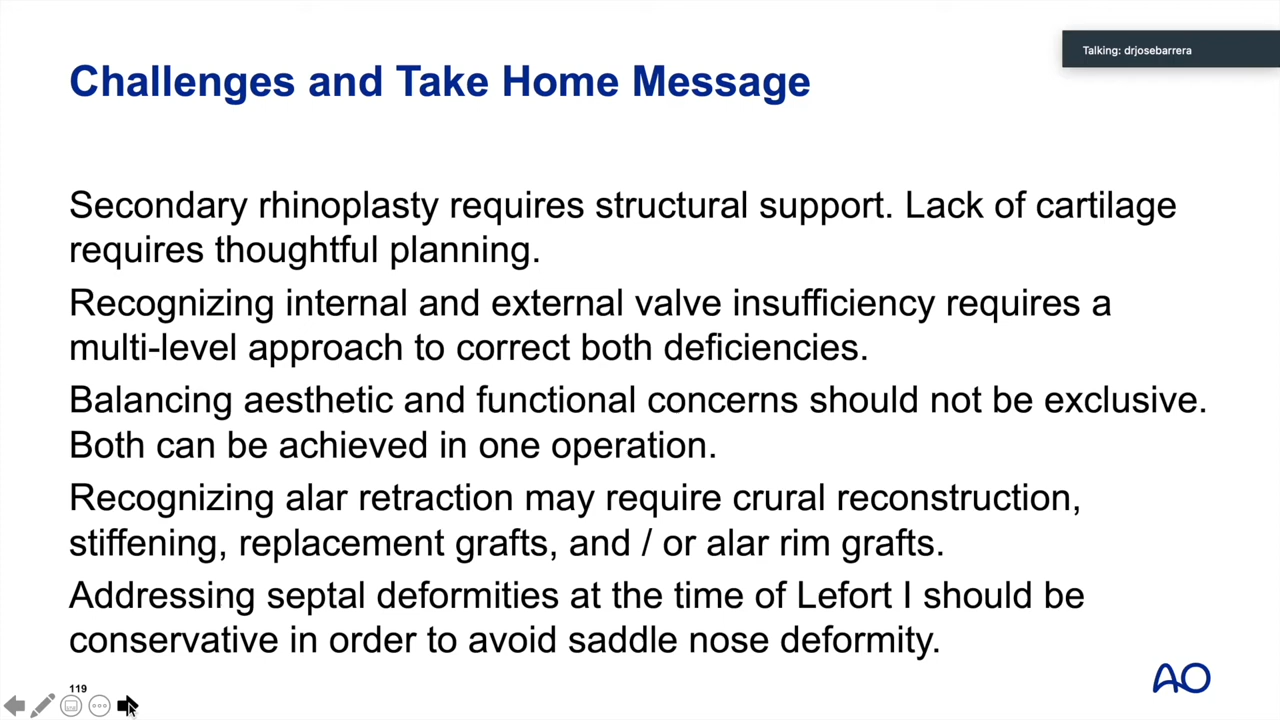 Talking: drjosebarrera
Challenges and Take Home Message
Secondary rhinoplasty requires structural support. Lack of cartilage
requires thoughtful planning.
Recognizing internal and external valve insufficiency requires a
multi-level approach to correct both deficiencies.
Balancing aesthetic and functional concerns should not be exclusive.
Both can be achieved in one operation.
Recognizing alar retraction may require crural reconstruction,
stiffening, replacement grafts, and / or alar rim grafts.
Addressing septal deformities at the time of Lefort I should be
conservative in order to avoid saddle nose deformity.
119
AO